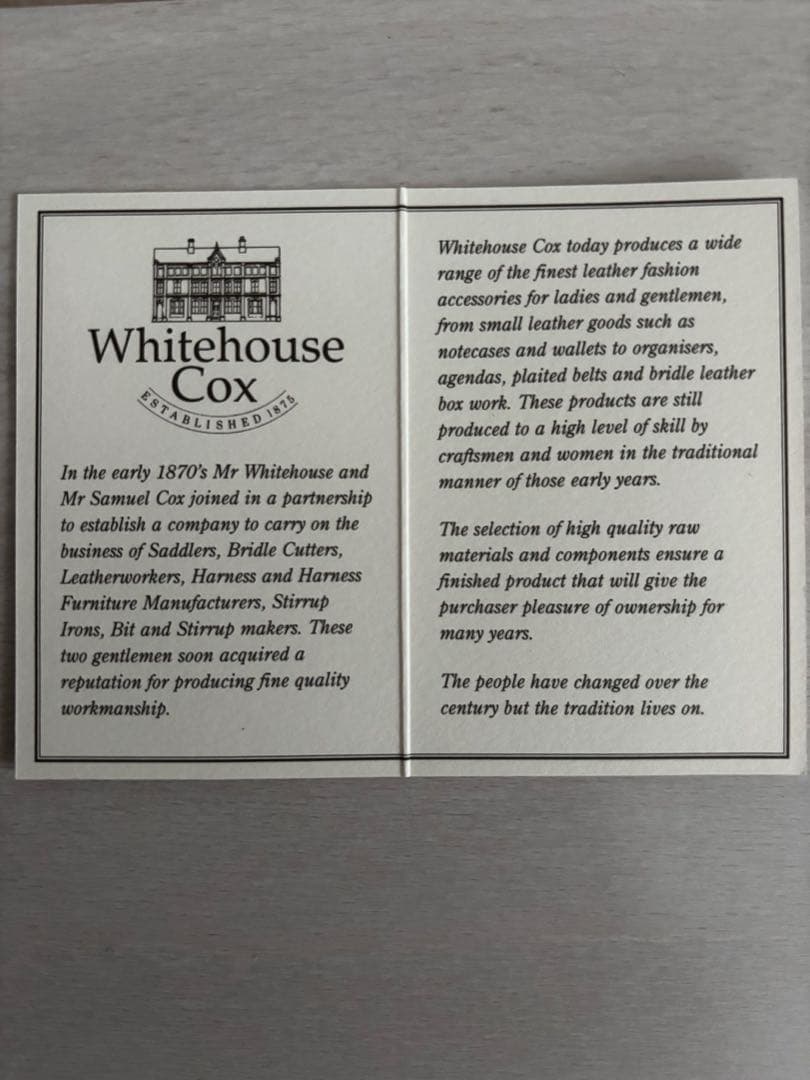 Whitehouse
Cox
ESTABLISHED 1875
In the early 1870's Mr Whitehouse and
Mr Samuel Cox joined in a partnership
to establish a company to carry on the
business of Saddlers, Bridle Cutters,
Leatherworkers, Harness and Harness
Furniture Manufacturers, Stirrup
Irons, Bit and Stirrup makers. These
two gentlemen soon acquired a
reputation for producing fine quality
workmanship.
Whitehouse Cox today produces a wide
range of the finest leather fashion
accessories for ladies and gentlemen,
from small leather goods such as
notecases and wallets to organisers,
agendas, plaited belts and bridle leather
box work. These products are still
produced to a high level of skill by
craftsmen and women in the traditional
manner of those early years.
The selection of high quality raw
materials and components ensure a
finished product that will give the
purchaser pleasure of ownership for
many years.
The people have changed over the
century but the tradition lives on.